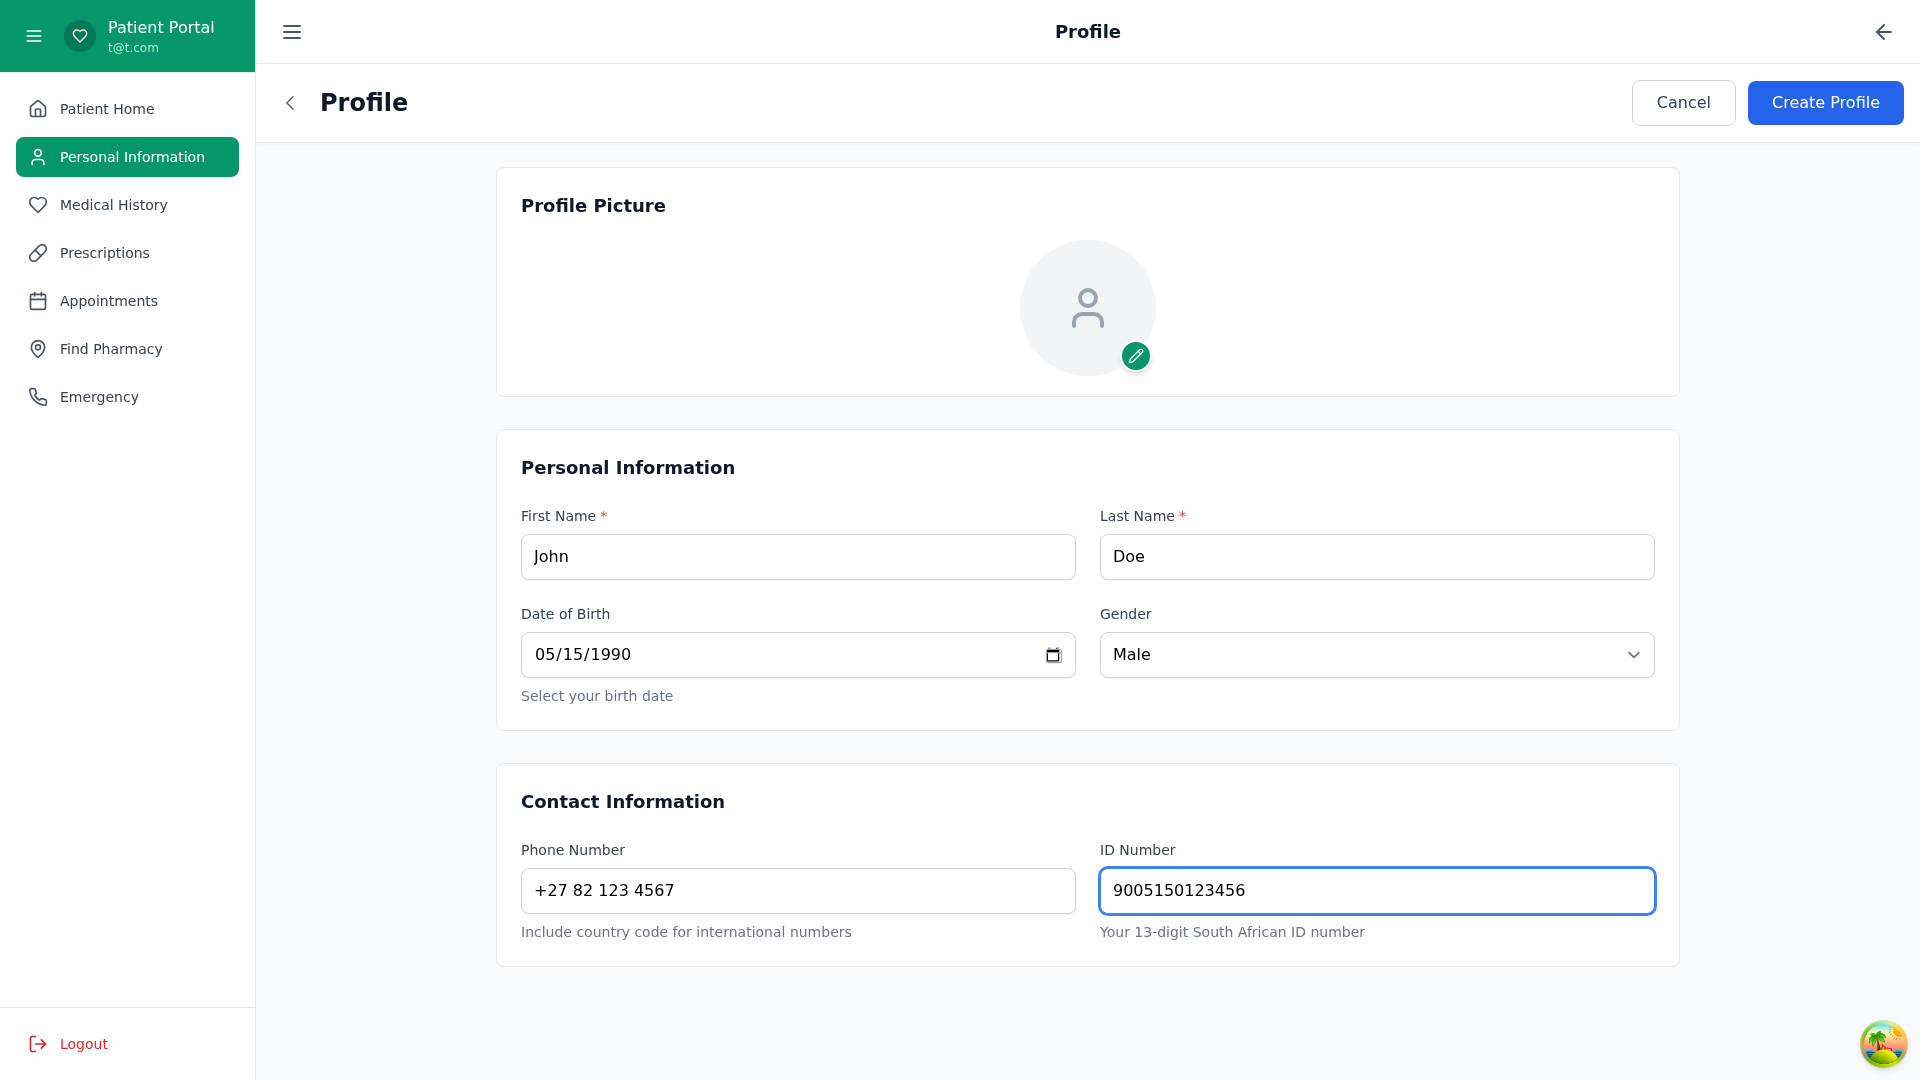 Patient Portal
t@t.com
Patient Home
Personal Information
Medical History
Prescriptions
Appointments
Find Pharmacy
Emergency
Logout
Profile
Profile
Cancel
Create Profile
Profile Picture
Personal Information
First Name *
Last Name *
John
Doe
Date of Birth
Gender
05/15/1990
Male
Select your birth date
Contact Information
Phone Number
ID Number
+27 82 123 4567
9005150123456
Include country code for international numbers
Your 13-digit South African ID number